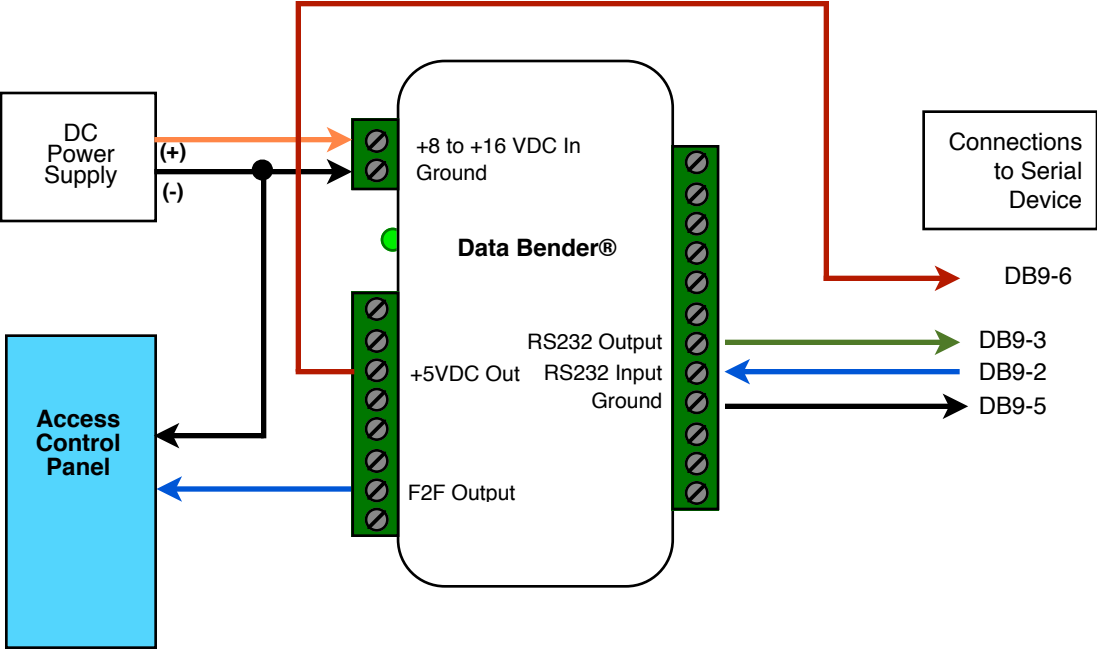 DC
Power
Supply
(+)
(-)
+8 to +16 VDC In
Ground
Data Bender®
Connections
to Serial
Device
DB9-6
RS232 Output
DB9-3
+5VDC Out
RS232 Input
DB9-2
Ground
DB9-5
Access
Control
Panel
F2F Output